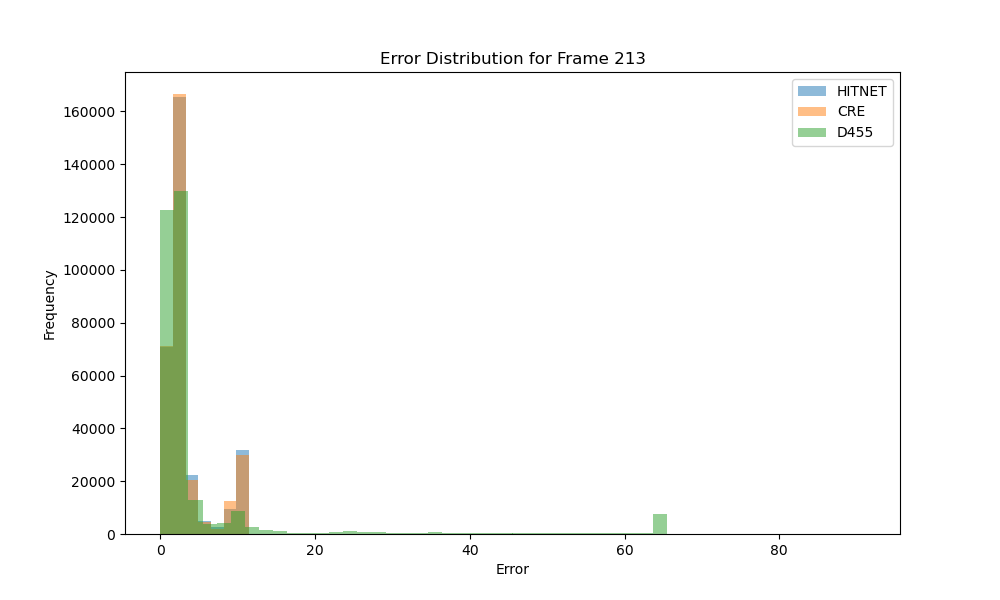 Error Distribution for Frame 213
HITNET
CRE
D455
160000
140000
120000
100000
80000
60000
40000
20000
0
Frequency
0 20 40 60 80
Error